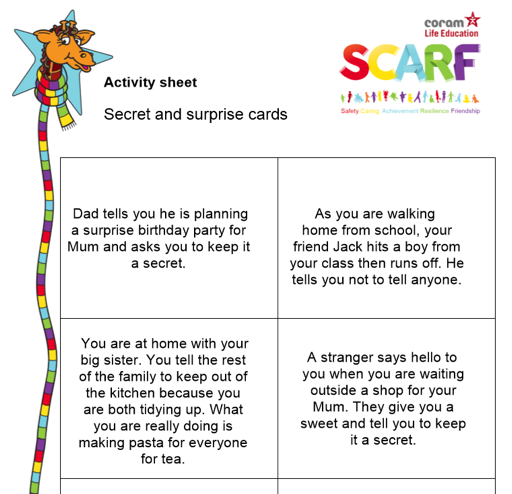 coram
Life Education
SCARF
Safety Caring Achievement Resilience Friendship
Activity sheet
Secret and surprise cards
Dad tells you he is planning
a surprise birthday party for
Mum and asks you to keep it
a secret.
As you are walking
home from school, your
friend Jack hits a boy from
your class then runs off. He
tells you not to tell anyone.
You are at home with your
big sister. You tell the rest
of the family to keep out of
the kitchen because you
are both tidying up. What
you are really doing is
making pasta for everyone
for tea.
A stranger says hello to
you when you are waiting
outside a shop for your
Mum. They give you a
sweet and tell you to keep
it a secret.